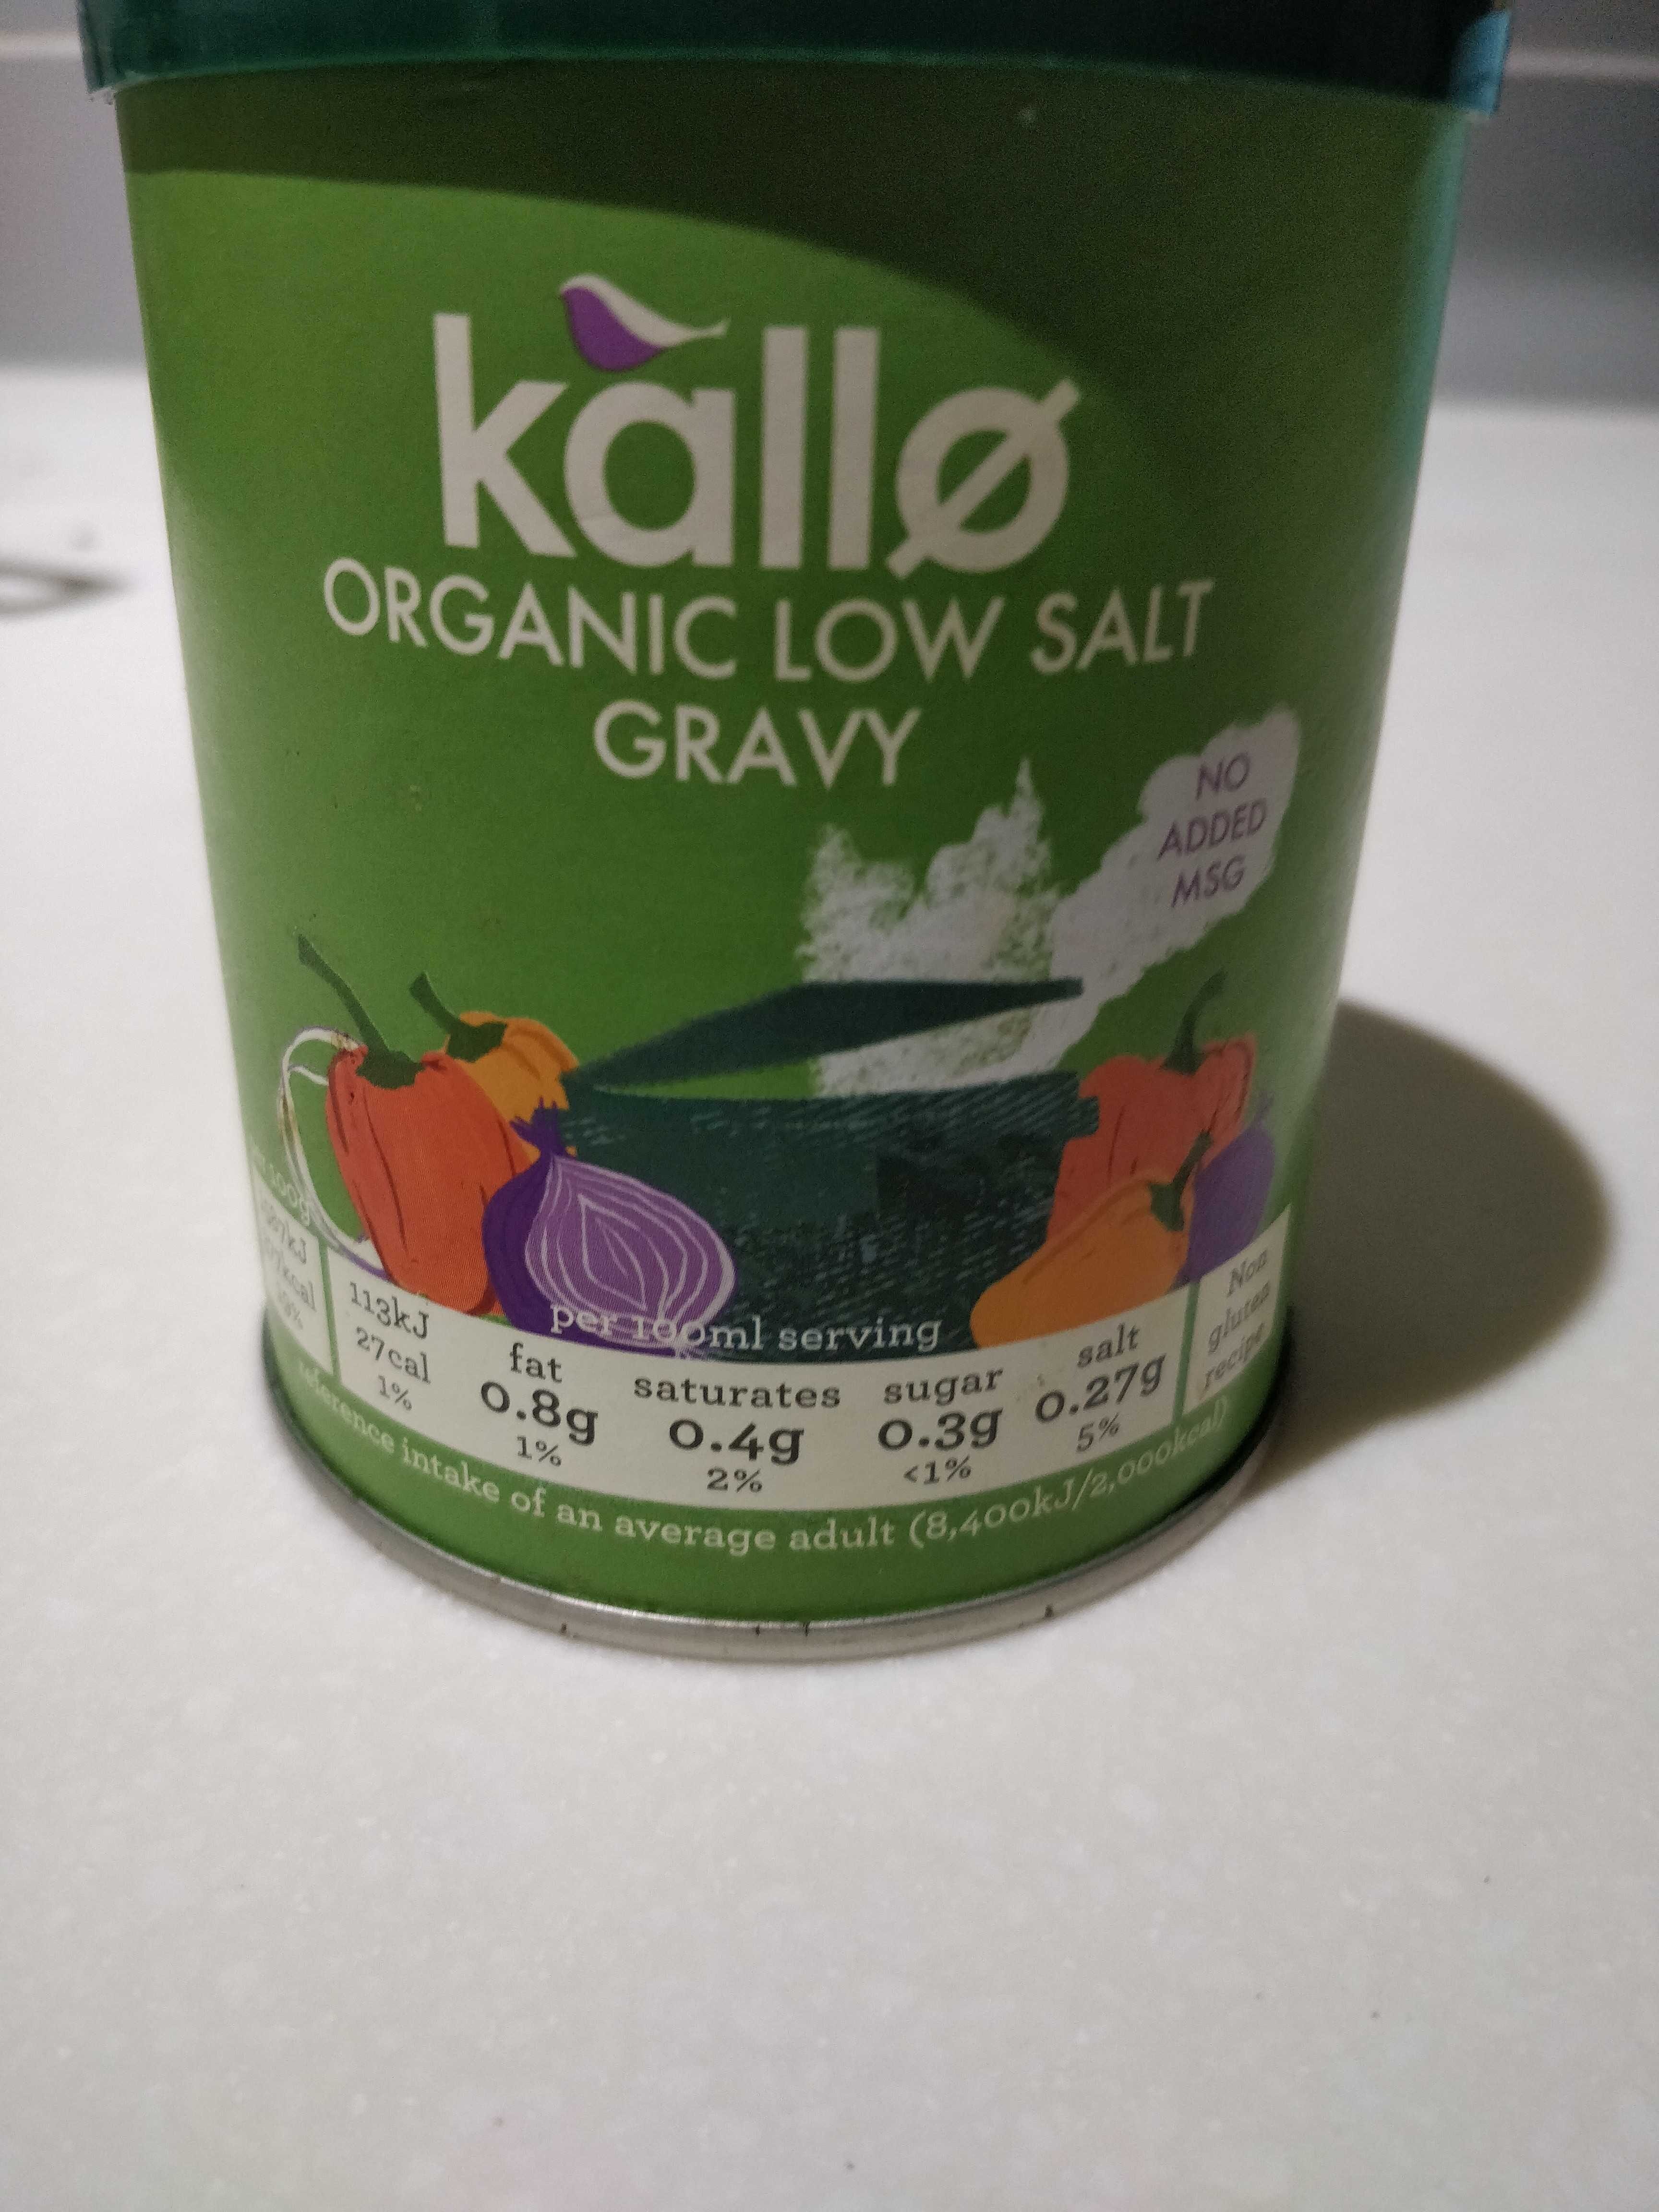 kallø
ORGANIC LOW SALT
GRAVY
NO
ADDED
MSG
per 100ml serving
113kJ
27cal
1%
fat
0.8g
1%
saturates
0.4g
2%
sugar
0.3g
<1%
salt
0.27g
5%
Non
gluten
recipe
reference intake of an average adult (8,400kJ/2,000kcal)